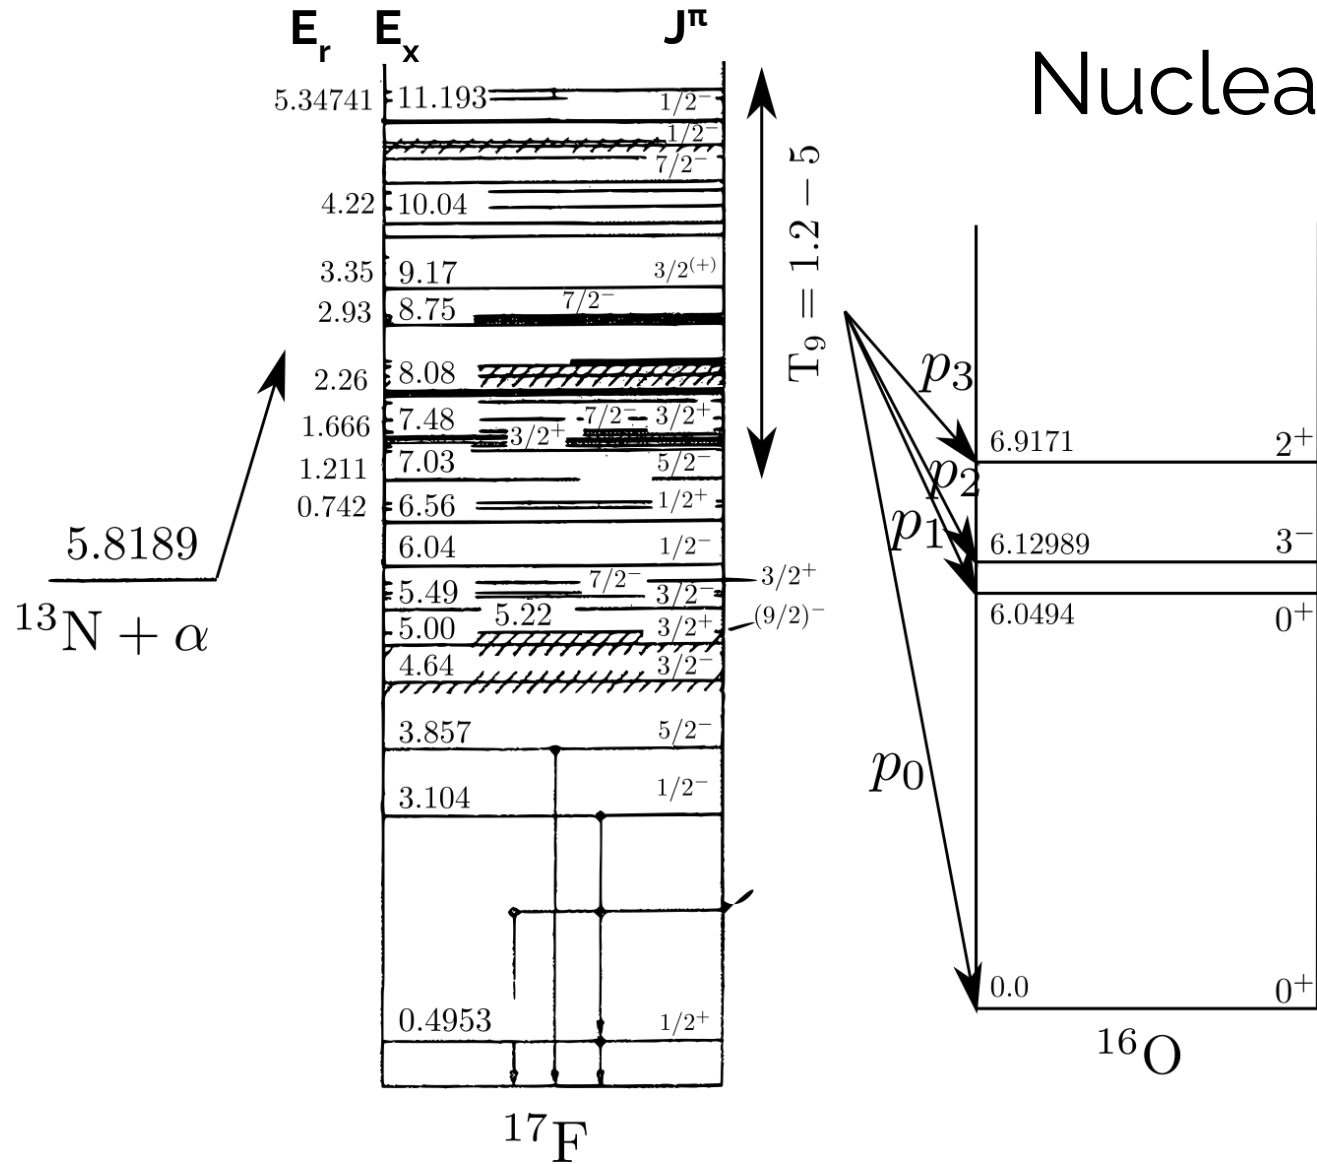 E_r E_x J^π
Nuclea
5.34741 11.193 1/2^-
1/2^-
7/2^-
4.22 10.04
3.35 9.17 3/2^(+)
7/2^-
2.93 8.75
2.26 8.08
1.666 7.48 7/2^- 3/2^+
3/2^+
1.211 7.03 5/2^-
0.742 6.56 1/2^+
6.04 1/2^-
5.49 7/2^- 3/2^- 3/2^+
5.22
5.00 3/2^+ (9/2)^-
4.64 3/2^-
3.857 5/2^-
3.104 1/2^-
0.4953 1/2^+
^17F
5.8189
^13N + α
T_9 = 1.2 − 5
p_3
p_2
p_1
p_0
6.9171 2^+
6.12989 3^-
6.0494 0^+
0.0 0^+
^16O